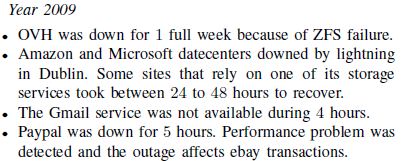 Year 2009
• OVH was down for 1 full week because of ZFS failure.
• Amazon and Microsoft datacenters downed by lightning
in Dublin. Some sites that rely on one of its storage
services took between 24 to 48 hours to recover.
• The Gmail service was not available during 4 hours.
• Paypal was down for 5 hours. Performance problem was
detected and the outage affects ebay transactions.